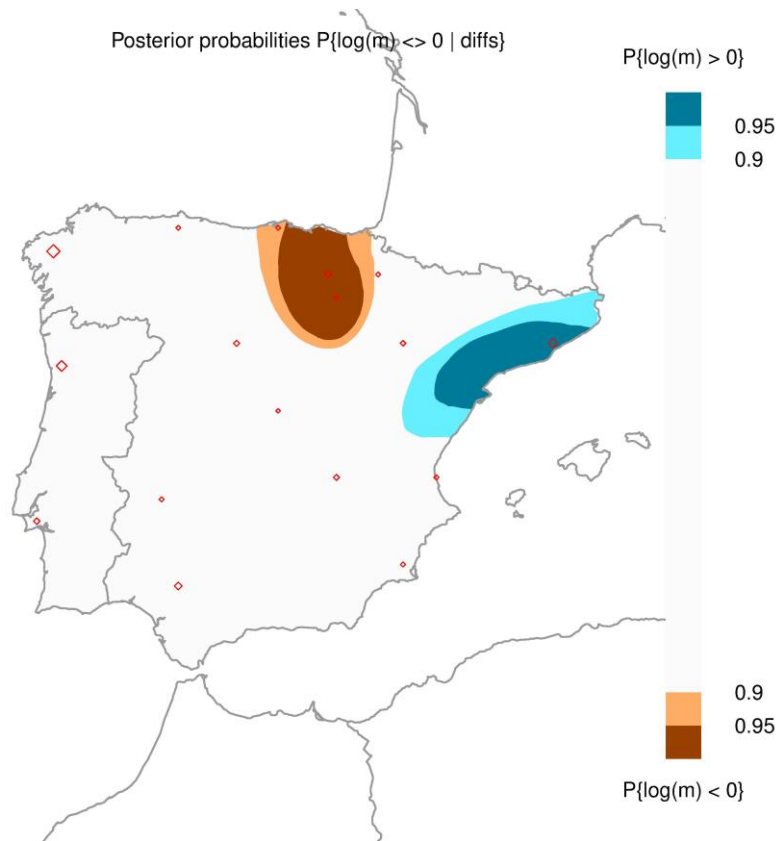 Posterior probabilities P{log(m) <> 0 | diffs}
P{log(m) > 0}
0.95
0.9
0.9
0.95
P{log(m) < 0}